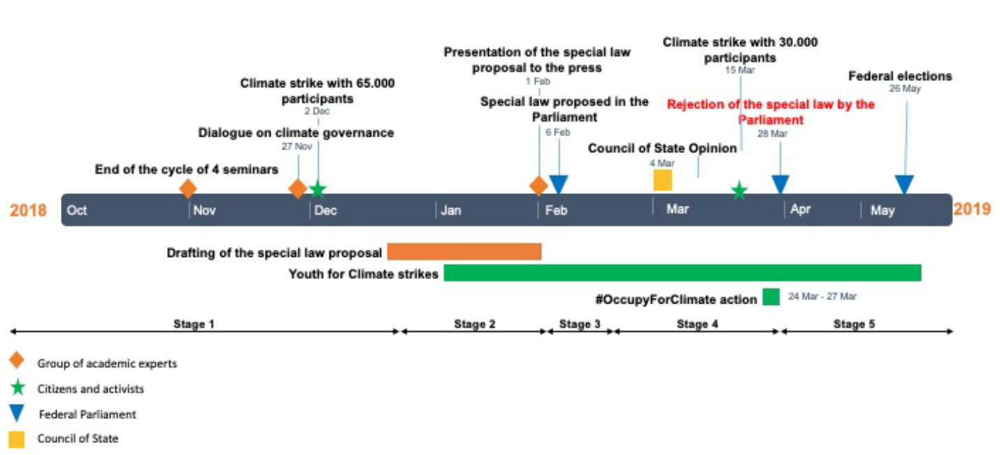 Climate strike with 30.000
participants
15 Mar
Presentation of the special law
proposal to the press
1 Feb
Federal elections
26 May
Climate strike with 65.000
participants
2 Dec
Special law proposed in the
Parliament
6 Feb
Rejection of the special law by the
Parliament
28 Mar
Dialogue on climate governance
27 Nov
Council of State Opinion
4 Mar
End of the cycle of 4 seminars
2018 Oct Nov Dec Jan Feb Mar Apr May 2019
Drafting of the special law proposal
Youth for Climate strikes
#OccupyForClimate action 24 Mar - 27 Mar
Stage 1 Stage 2 Stage 3 Stage 4 Stage 5
Group of academic experts
Citizens and activists
Federal Parliament
Council of State